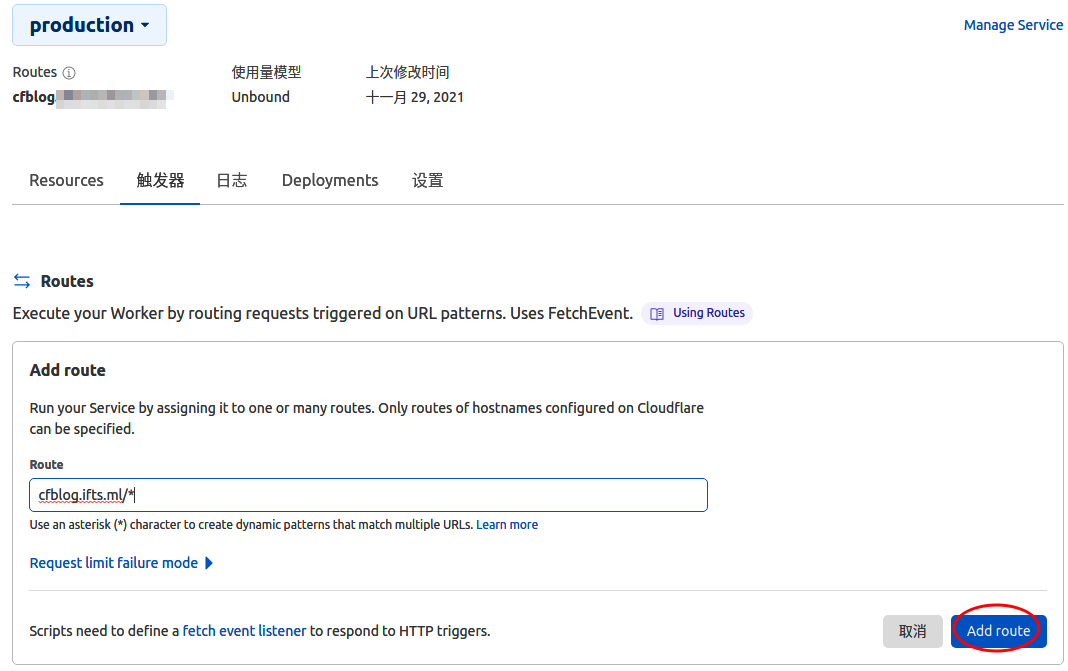 production
Manage Service
Routes
使用量模型
上次修改时间
cfblog.
Unbound
十一月 29, 2021
Resources
触发器
日志
Deployments
设置
Routes
Execute your Worker by routing requests triggered on URL patterns. Uses FetchEvent.
Using Routes
Add route
Run your Service by assigning it to one or many routes. Only routes of hostnames configured on Cloudflare
can be specified.
Route
cfblog.ifts.ml/*
Use an asterisk (*) character to create dynamic patterns that match multiple URLs. Learn more
Request limit failure mode
Scripts need to define a fetch event listener to respond to HTTP triggers.
取消
Add route